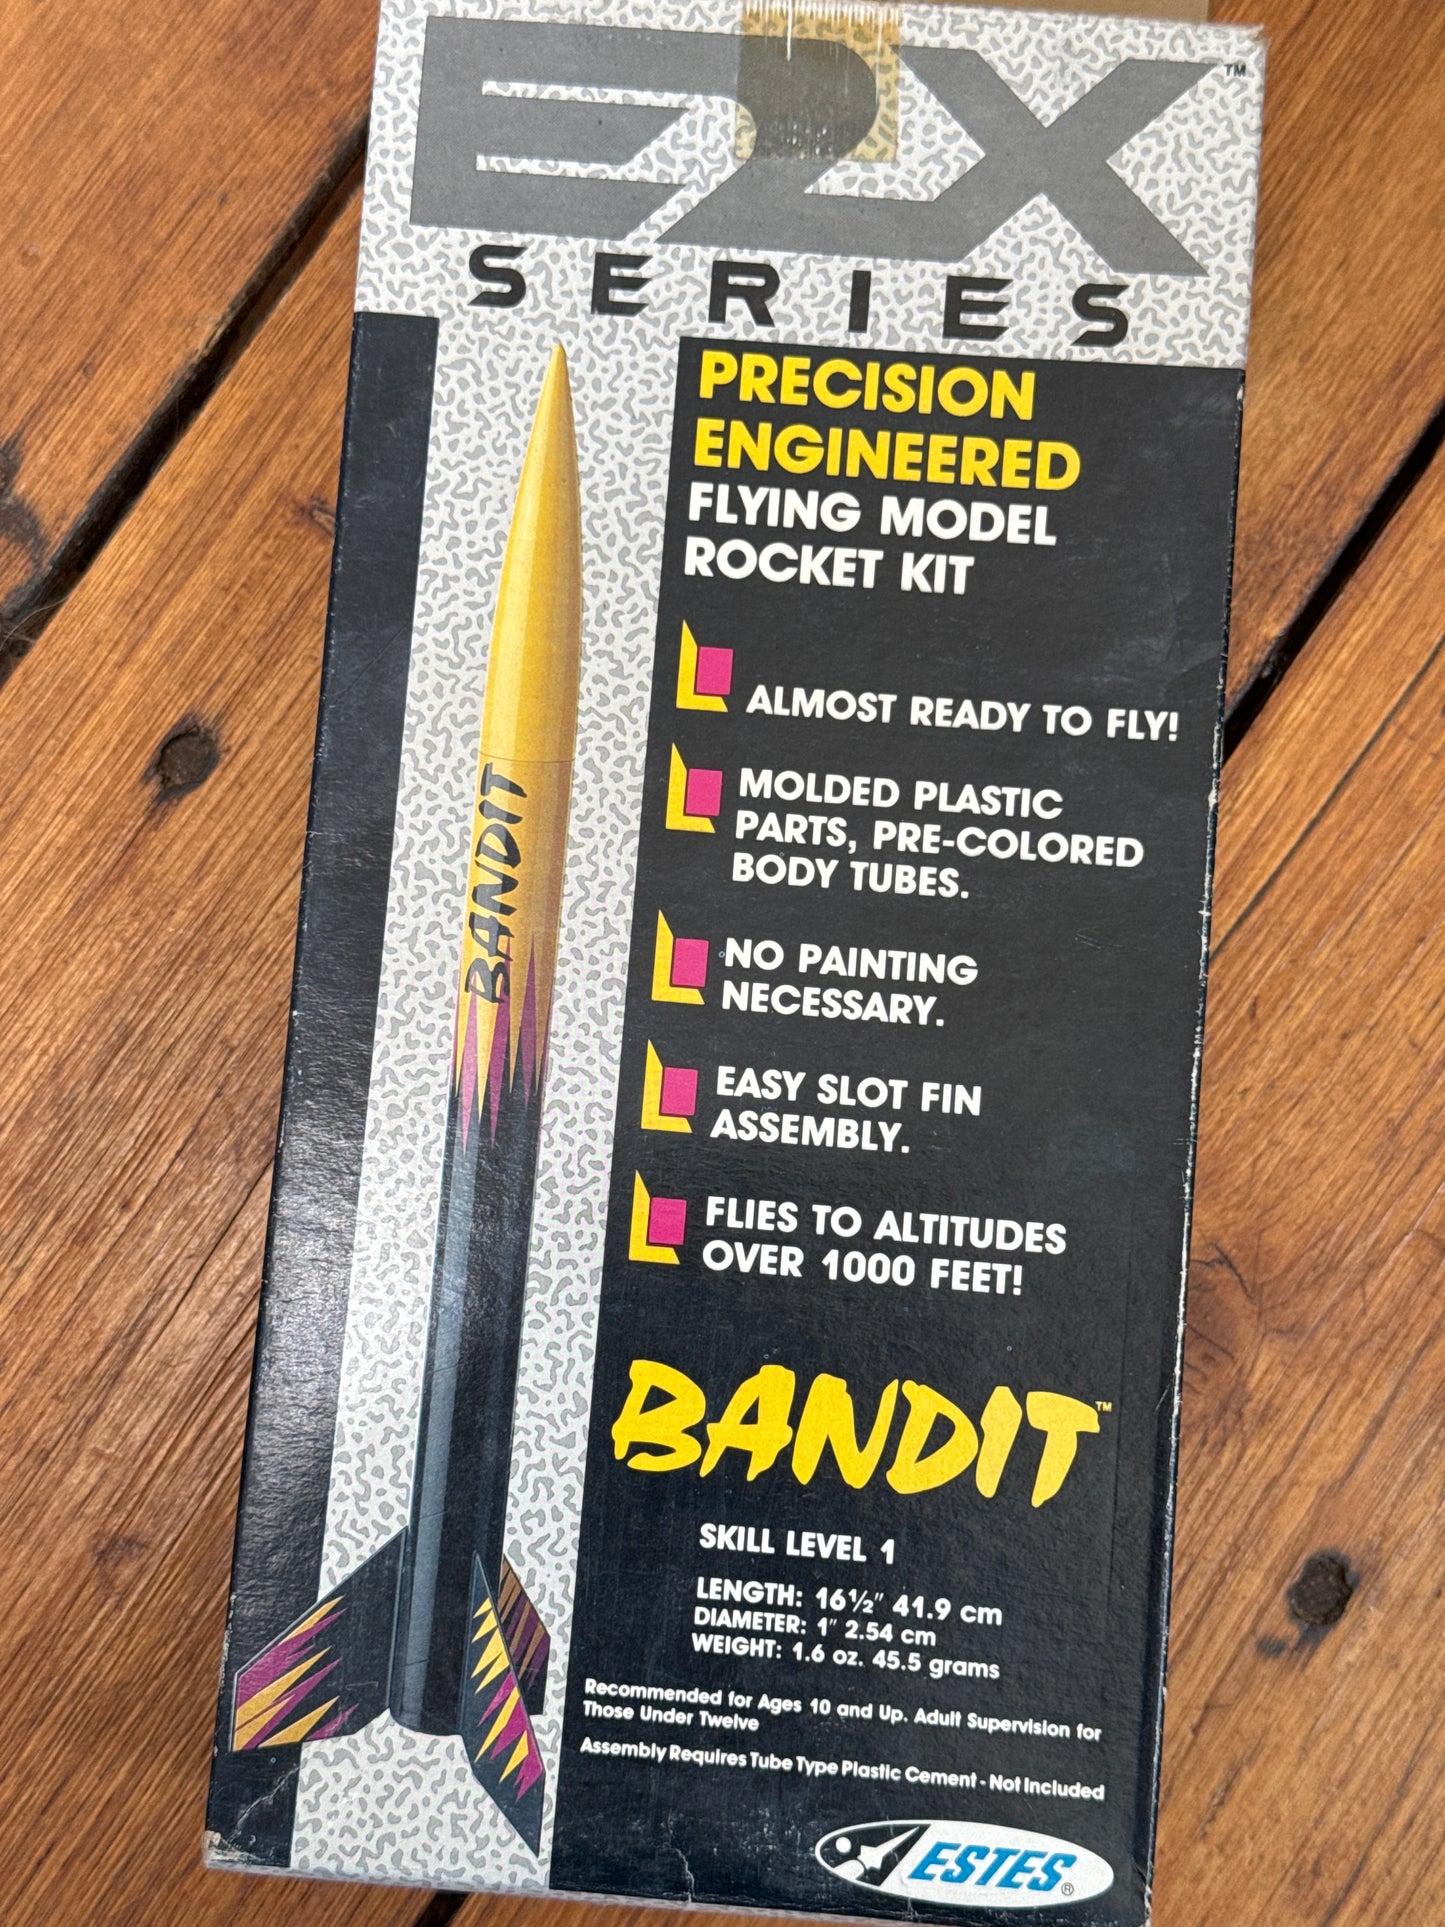 E2X™
SERIES
PRECISION
ENGINEERED
FLYING MODEL
ROCKET KIT
ALMOST READY TO FLY!
MOLDED PLASTIC
PARTS, PRE-COLORED
BODY TUBES.
NO PAINTING
NECESSARY.
EASY SLOT FIN
ASSEMBLY.
FLIES TO ALTITUDES
OVER 1000 FEET!
BANDIT
BANDIT™
SKILL LEVEL 1
LENGTH: 16½″ 41.9 cm
DIAMETER: 1″ 2.54 cm
WEIGHT: 1.6 oz. 45.5 grams
Recommended for Ages 10 and Up. Adult Supervision for
Those Under Twelve
Assembly Requires Tube Type Plastic Cement - Not Included
ESTES®